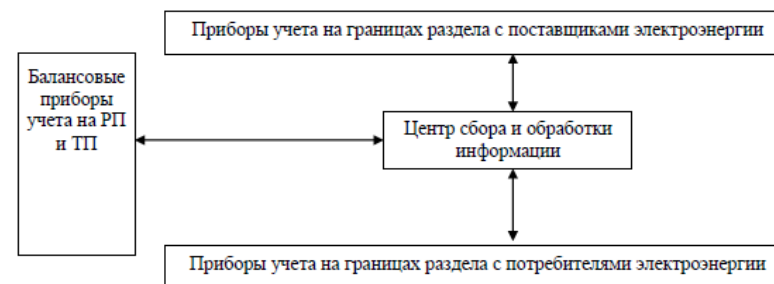 Приборы учета на границах раздела с поставщиками электроэнергии
Балансовые
приборы
учета на РП
и ТП
Центр сбора и обработки
информации
Приборы учета на границах раздела с потребителями электроэнергии